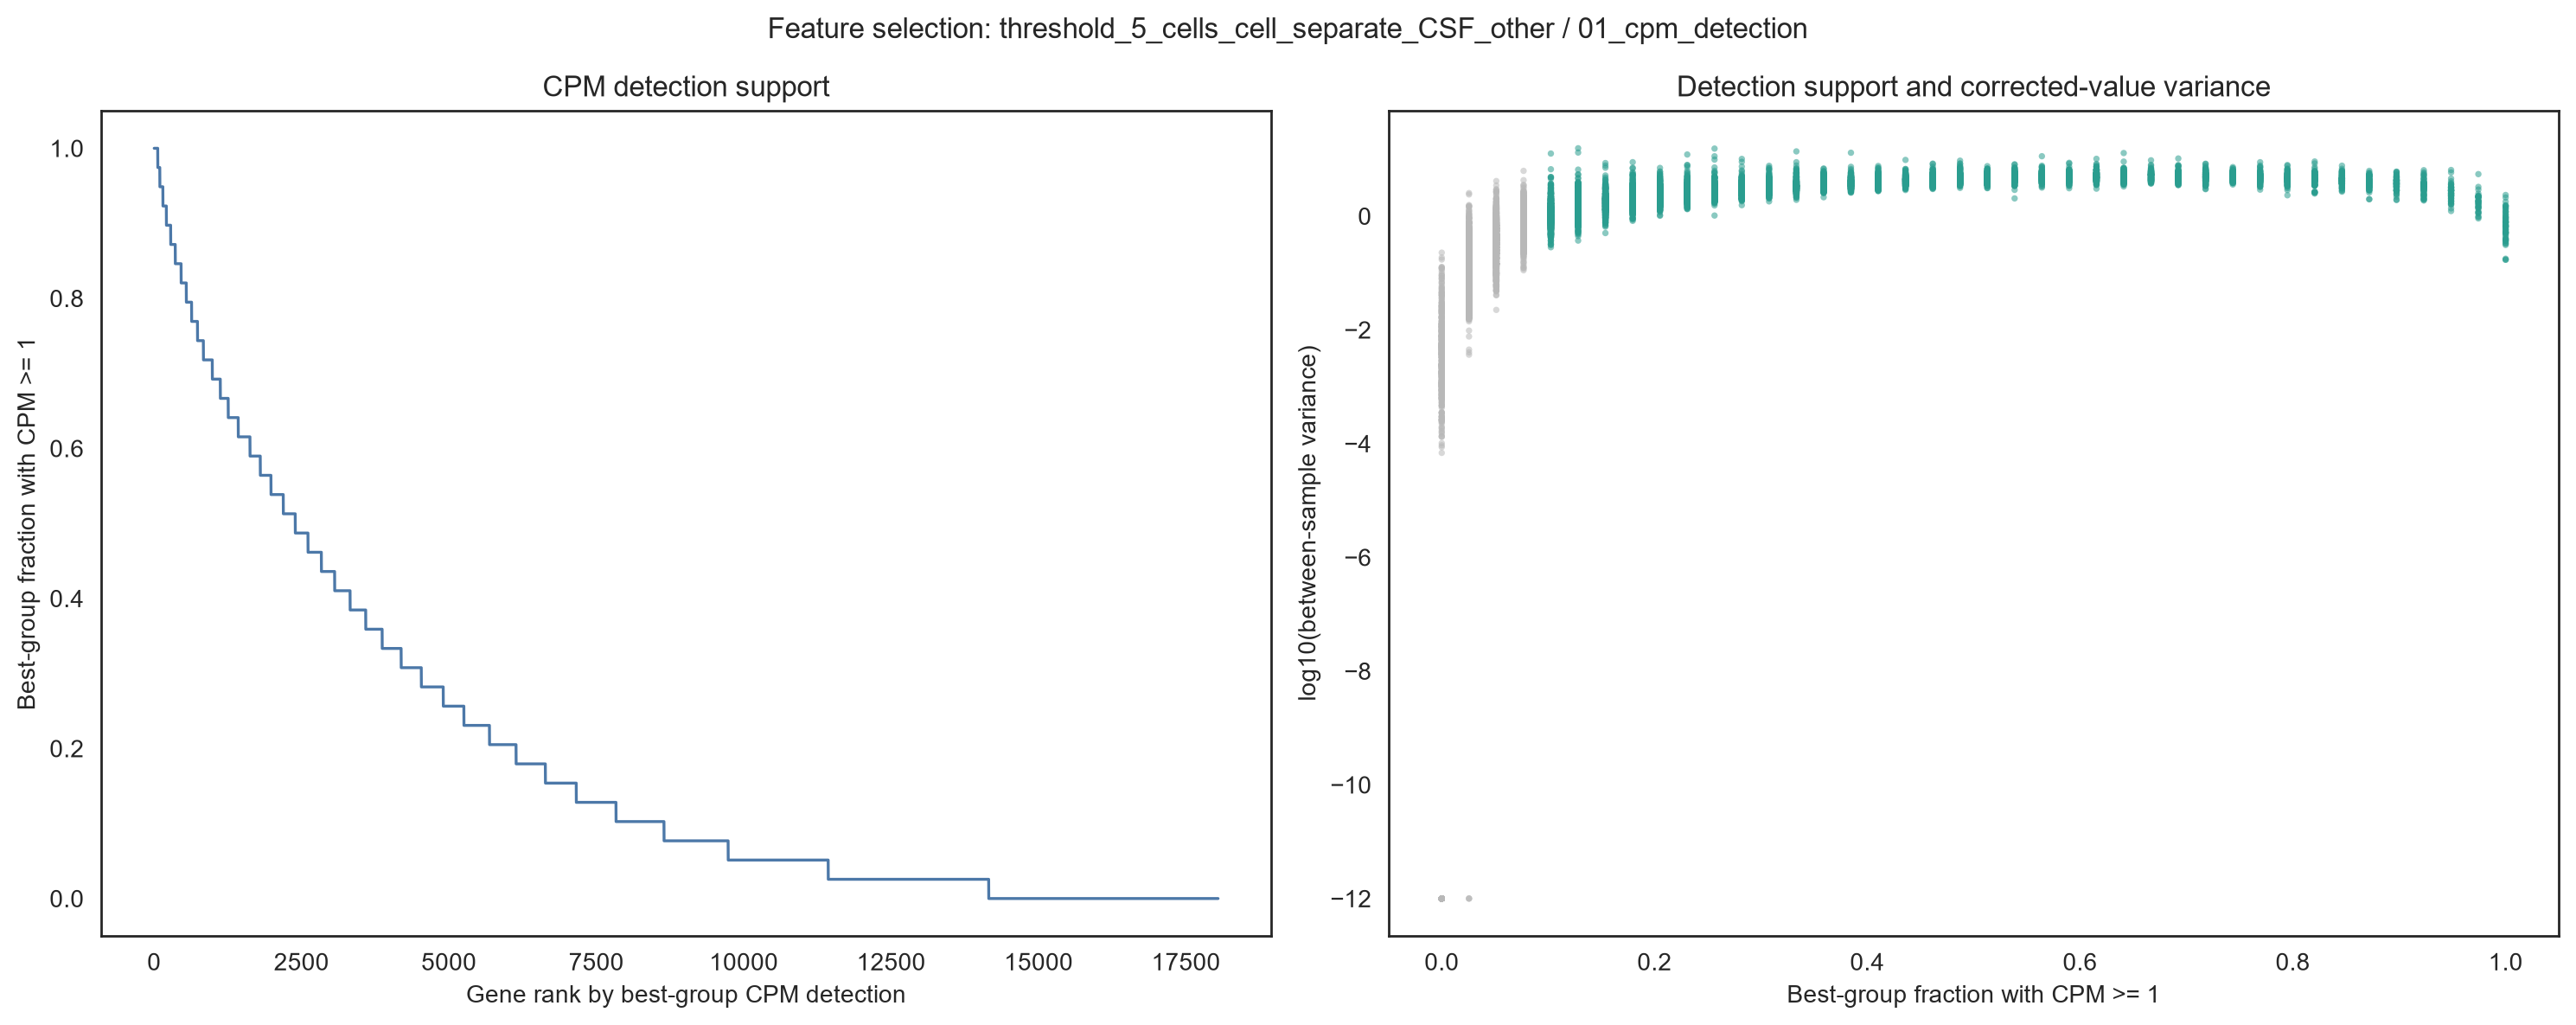 Feature selection: threshold_5_cells_cell_separate_CSF_other / 01_cpm_detection
CPM detection support
Best-group fraction with CPM >= 1
1.0
0.8
0.6
0.4
0.2
0.0
0 2500 5000 7500 10000 12500 15000 17500
Gene rank by best-group CPM detection
Detection support and corrected-value variance
log10(between-sample variance)
0
−2
−4
−6
−8
−10
−12
0.0 0.2 0.4 0.6 0.8 1.0
Best-group fraction with CPM >= 1